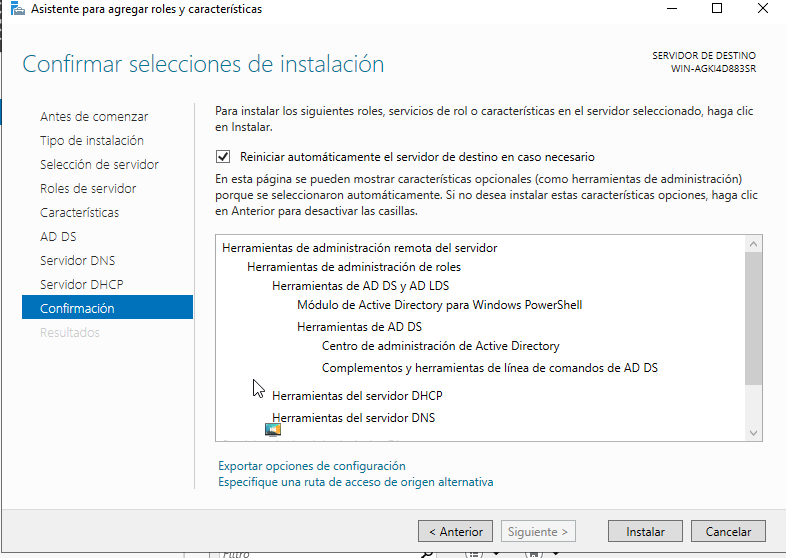 Asistente para agregar roles y características
Confirmar selecciones de instalación
SERVIDOR DE DESTINO
WIN-AGKI4D883SR
Antes de comenzar
Tipo de instalación
Selección de servidor
Roles de servidor
Características
AD DS
Servidor DNS
Servidor DHCP
Confirmación
Resultados
Para instalar los siguientes roles, servicios de rol o características en el servidor seleccionado, haga clic
en Instalar.
Reiniciar automáticamente el servidor de destino en caso necesario
En esta página se pueden mostrar características opcionales (como herramientas de administración)
porque se seleccionaron automáticamente. Si no desea instalar estas características opciones, haga clic
en Anterior para desactivar las casillas.
Herramientas de administración remota del servidor
Herramientas de administración de roles
Herramientas de AD DS y AD LDS
Módulo de Active Directory para Windows PowerShell
Herramientas de AD DS
Centro de administración de Active Directory
Complementos y herramientas de línea de comandos de AD DS
Herramientas del servidor DHCP
Herramientas del servidor DNS
Exportar opciones de configuración
Especifique una ruta de acceso de origen alternativa
< Anterior
Siguiente >
Instalar
Cancelar
Filtro